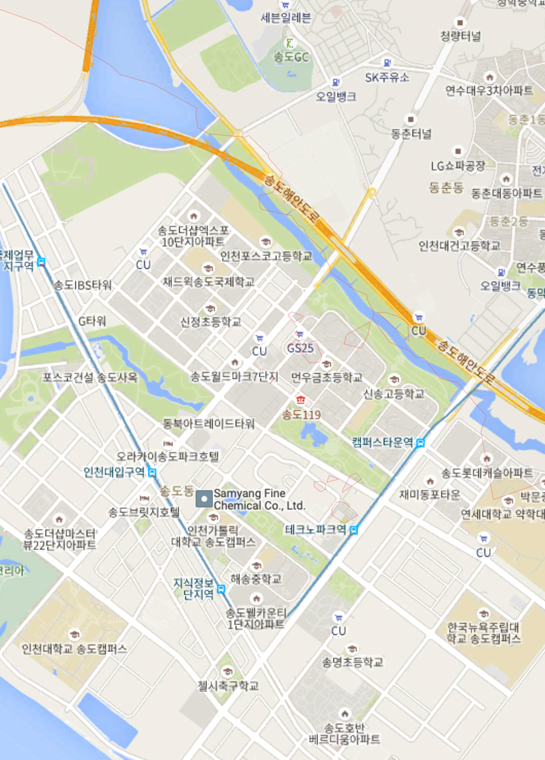 세븐일레븐
송도GC
청량터널
SK주유소
오일뱅크
연수대우3차아파트
동춘1동
동춘터널
LG쇼파공장
동춘동
동춘대동아파트
동춘2동
송도해안도로
송도더샵엑스포
10단지아파트
인천포스코고등학교
인천대건고등학교
지구역
CU
채드윅송도국제학교
오일뱅크
송도IBS타워
G타워
신정초등학교
CU
송도해안도로
CU
GS25
포스코건설 송도사옥
송도월드마크7단지
먼우금초등학교
신송고등학교
송도119
동북아트레이드타워
캠퍼스타운역
오라카이송도파크호텔
인천대입구역
송도롯데캐슬아파트
송도동
Samyang Fine
Chemical Co., Ltd.
재미동포타운
송도브릿지호텔
연세대학교 약학대
인천가톨릭
대학교 송도캠퍼스
테크노파크역
송도더샵마스터
뷰22단지아파트
CU
해송중학교
지식정보
단지역
송도웰카운티
1단지아파트
CU
한국뉴욕주립대
학교 송도캠퍼스
인천대학교 송도캠퍼스
송명초등학교
첼시축구학교
송도호반
베르디움아파트